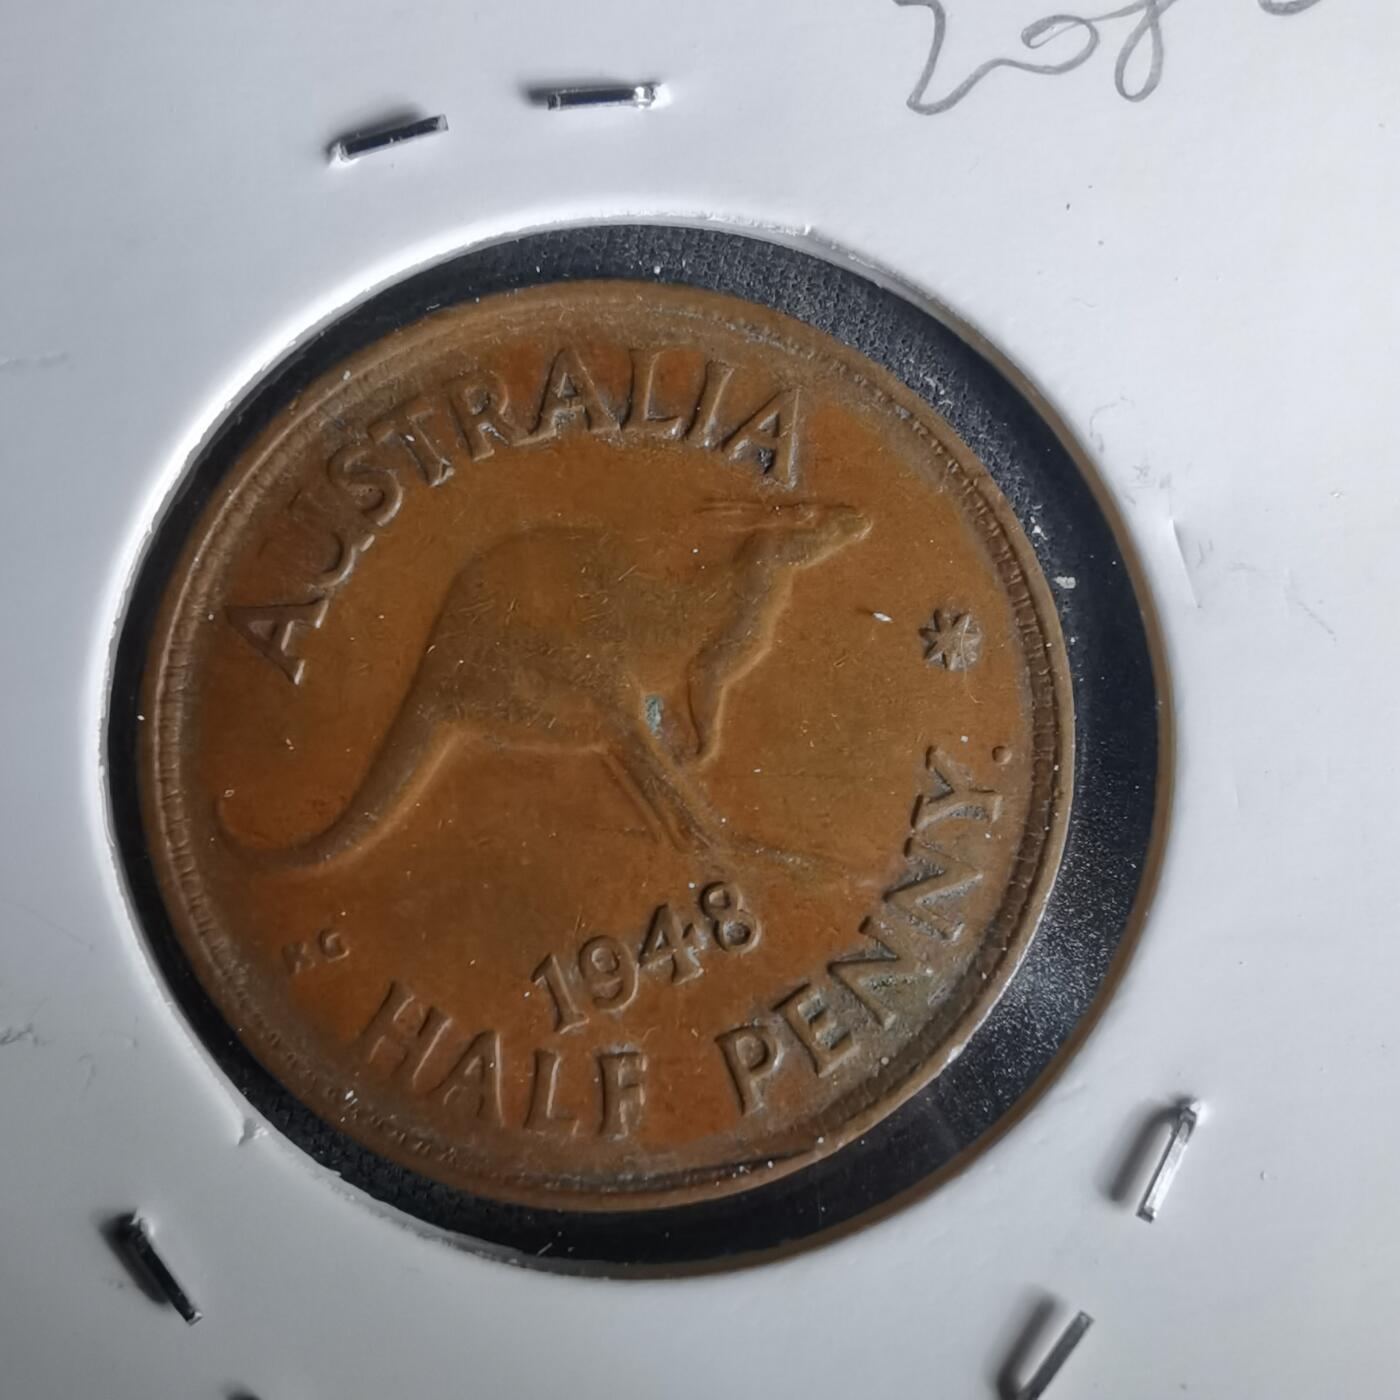 AUSTRALIA
KG
1948
HALF PENNY.